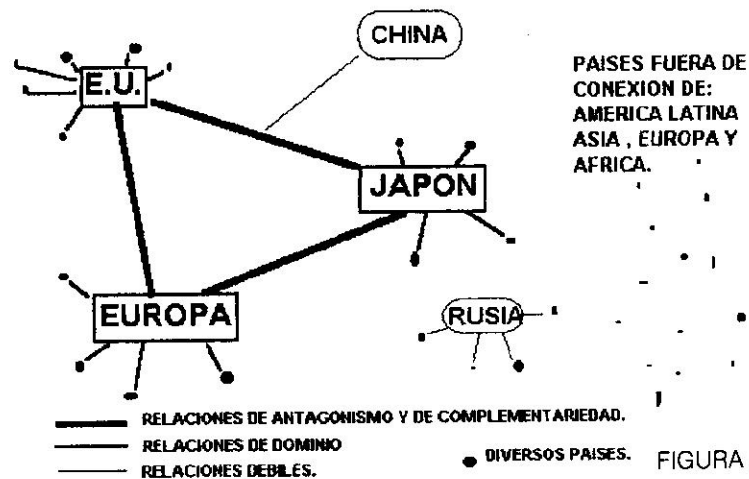 CHINA
E.U.
PAISES FUERA DE
CONEXION DE:
AMERICA LATINA
ASIA , EUROPA Y
AFRICA.
JAPON
EUROPA
RUSIA
RELACIONES DE ANTAGONISMO Y DE COMPLEMENTARIEDAD.
RELACIONES DE DOMINIO
RELACIONES DEBILES.
DIVERSOS PAISES.
FIGURA